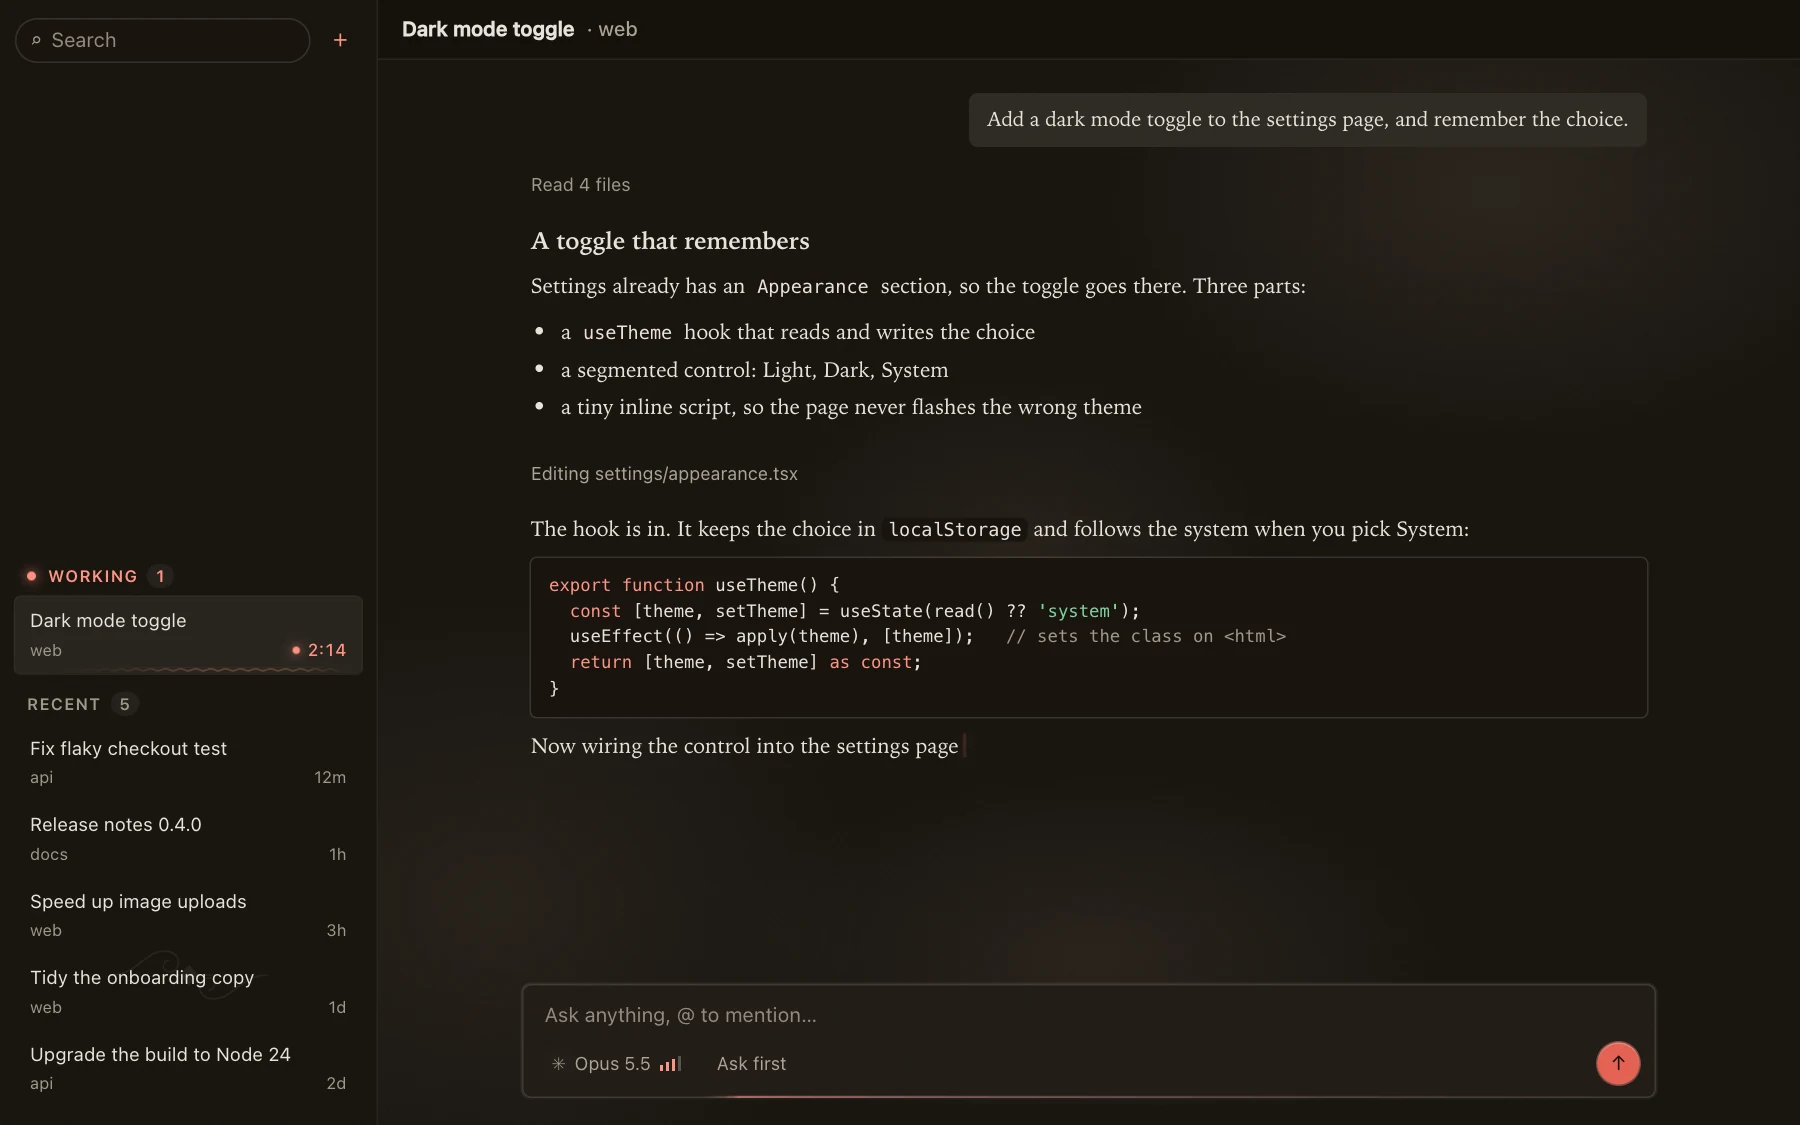 Search
+
WORKING 1
Dark mode toggle
web
2:14
RECENT 5
Fix flaky checkout test
api
12m
Release notes 0.4.0
docs
1h
Speed up image uploads
web
3h
Tidy the onboarding copy
web
1d
Upgrade the build to Node 24
api
2d
Dark mode toggle · web
Add a dark mode toggle to the settings page, and remember the choice.
Read 4 files
A toggle that remembers
Settings already has an Appearance section, so the toggle goes there. Three parts:
• a useTheme hook that reads and writes the choice
• a segmented control: Light, Dark, System
• a tiny inline script, so the page never flashes the wrong theme
Editing settings/appearance.tsx
The hook is in. It keeps the choice in localStorage and follows the system when you pick System:
export function useTheme() {
  const [theme, setTheme] = useState(read() ?? 'system');
  useEffect(() => apply(theme), [theme]);   // sets the class on <html>
  return [theme, setTheme] as const;
}
Now wiring the control into the settings page
Ask anything, @ to mention...
Opus 5.5
Ask first